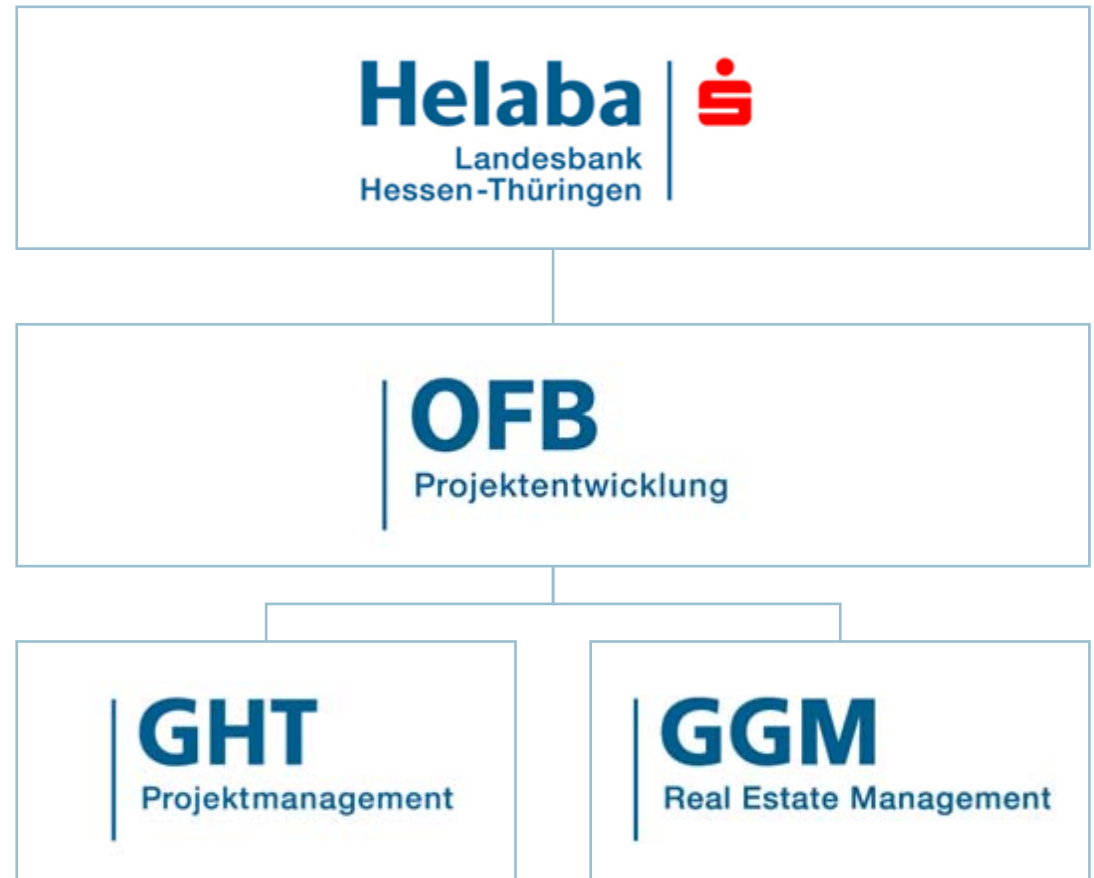 Helaba
Landesbank
Hessen-Thüringen
OFB
Projektentwicklung
GHT
Projektmanagement
GGM
Real Estate Management